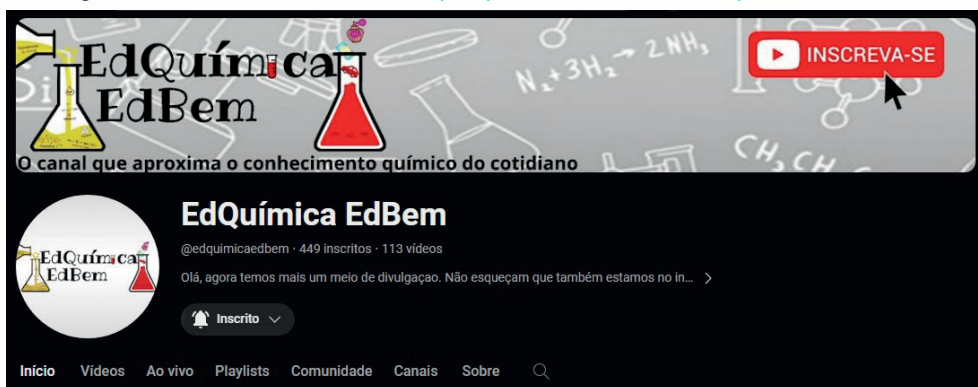 EdQuímica
EdBem
O canal que aproxima o conhecimento químico do cotidiano
N₂+3H₂→ 2NH₃
INSCREVA-SE
CH₃CH
EdQuímica
EdBem
EdQuímica EdBem
@edquimicaedbem · 449 inscritos · 113 vídeos
Olá, agora temos mais um meio de divulgaçao. Não esqueçam que também estamos no in... >
Inscrito
Início Vídeos Ao vivo Playlists Comunidade Canais Sobre